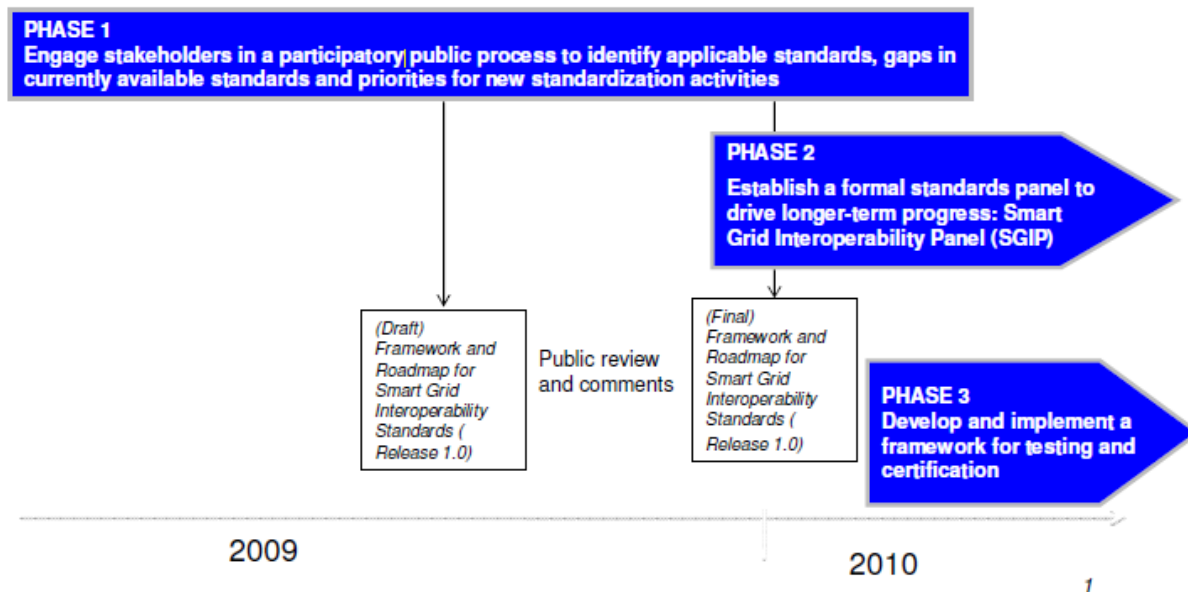 PHASE 1
Engage stakeholders in a participatory public process to identify applicable standards, gaps in
currently available standards and priorities for new standardization activities
PHASE 2
Establish a formal standards panel to
drive longer-term progress: Smart
Grid Interoperability Panel (SGIP)
(Draft)
Framework and
Roadmap for
Smart Grid
Interoperability
Standards (
Release 1.0)
Public review
and comments
(Final)
Framework and
Roadmap for
Smart Grid
Interoperability
Standards (
Release 1.0)
PHASE 3
Develop and implement a
framework for testing and
certification
2009
2010
1